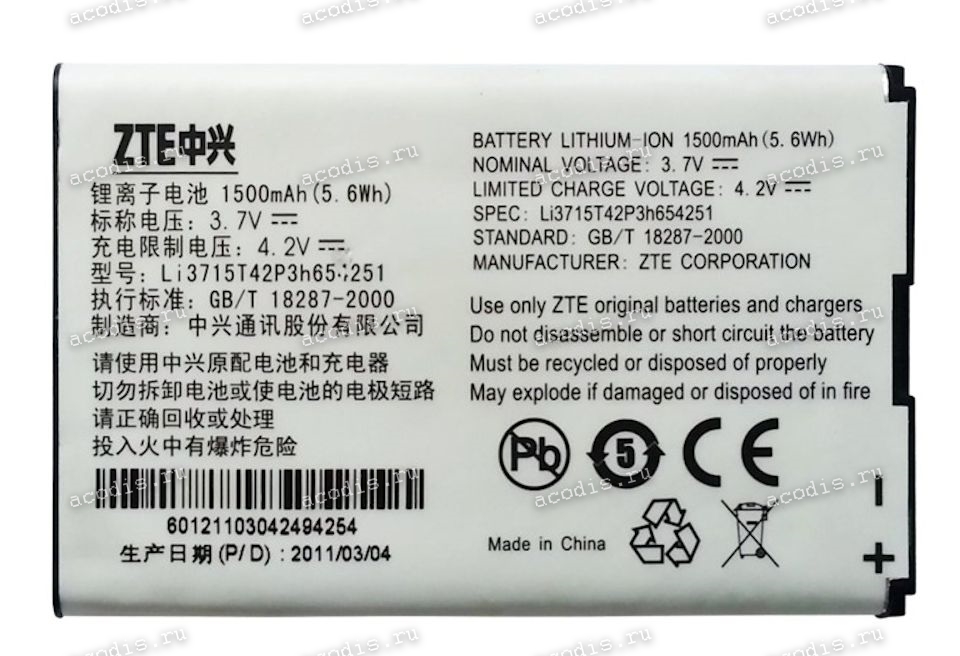 ZTE中兴
锂离子电池 1500mAh(5.6Wh)
标称电压: 3.7V
充电限制电压: 4.2V
型号: Li3715T42P3h654251
执行标准: GB/T 18287-2000
制造商: 中兴通讯股份有限公司
请使用中兴原配电池和充电器
切勿拆卸电池或使电池的电极短路
请正确回收或处理
投入火中有爆炸危险
601211030424942​54
生产日期(P/D): 2011/03/04
BATTERY LITHIUM-ION 1500mAh(5.6Wh)
NOMINAL VOLTAGE: 3.7V
LIMITED CHARGE VOLTAGE: 4.2V
SPEC: Li3715T42P3h654251
STANDARD: GB/T 18287-2000
MANUFACTURER: ZTE CORPORATION
Use only ZTE original batteries and chargers
Do not disassemble or short circuit the battery
Must be recycled or disposed of properly
May explode if damaged or disposed in fire
Pb 5 CE
Made in China
- 
+
acodis.ru